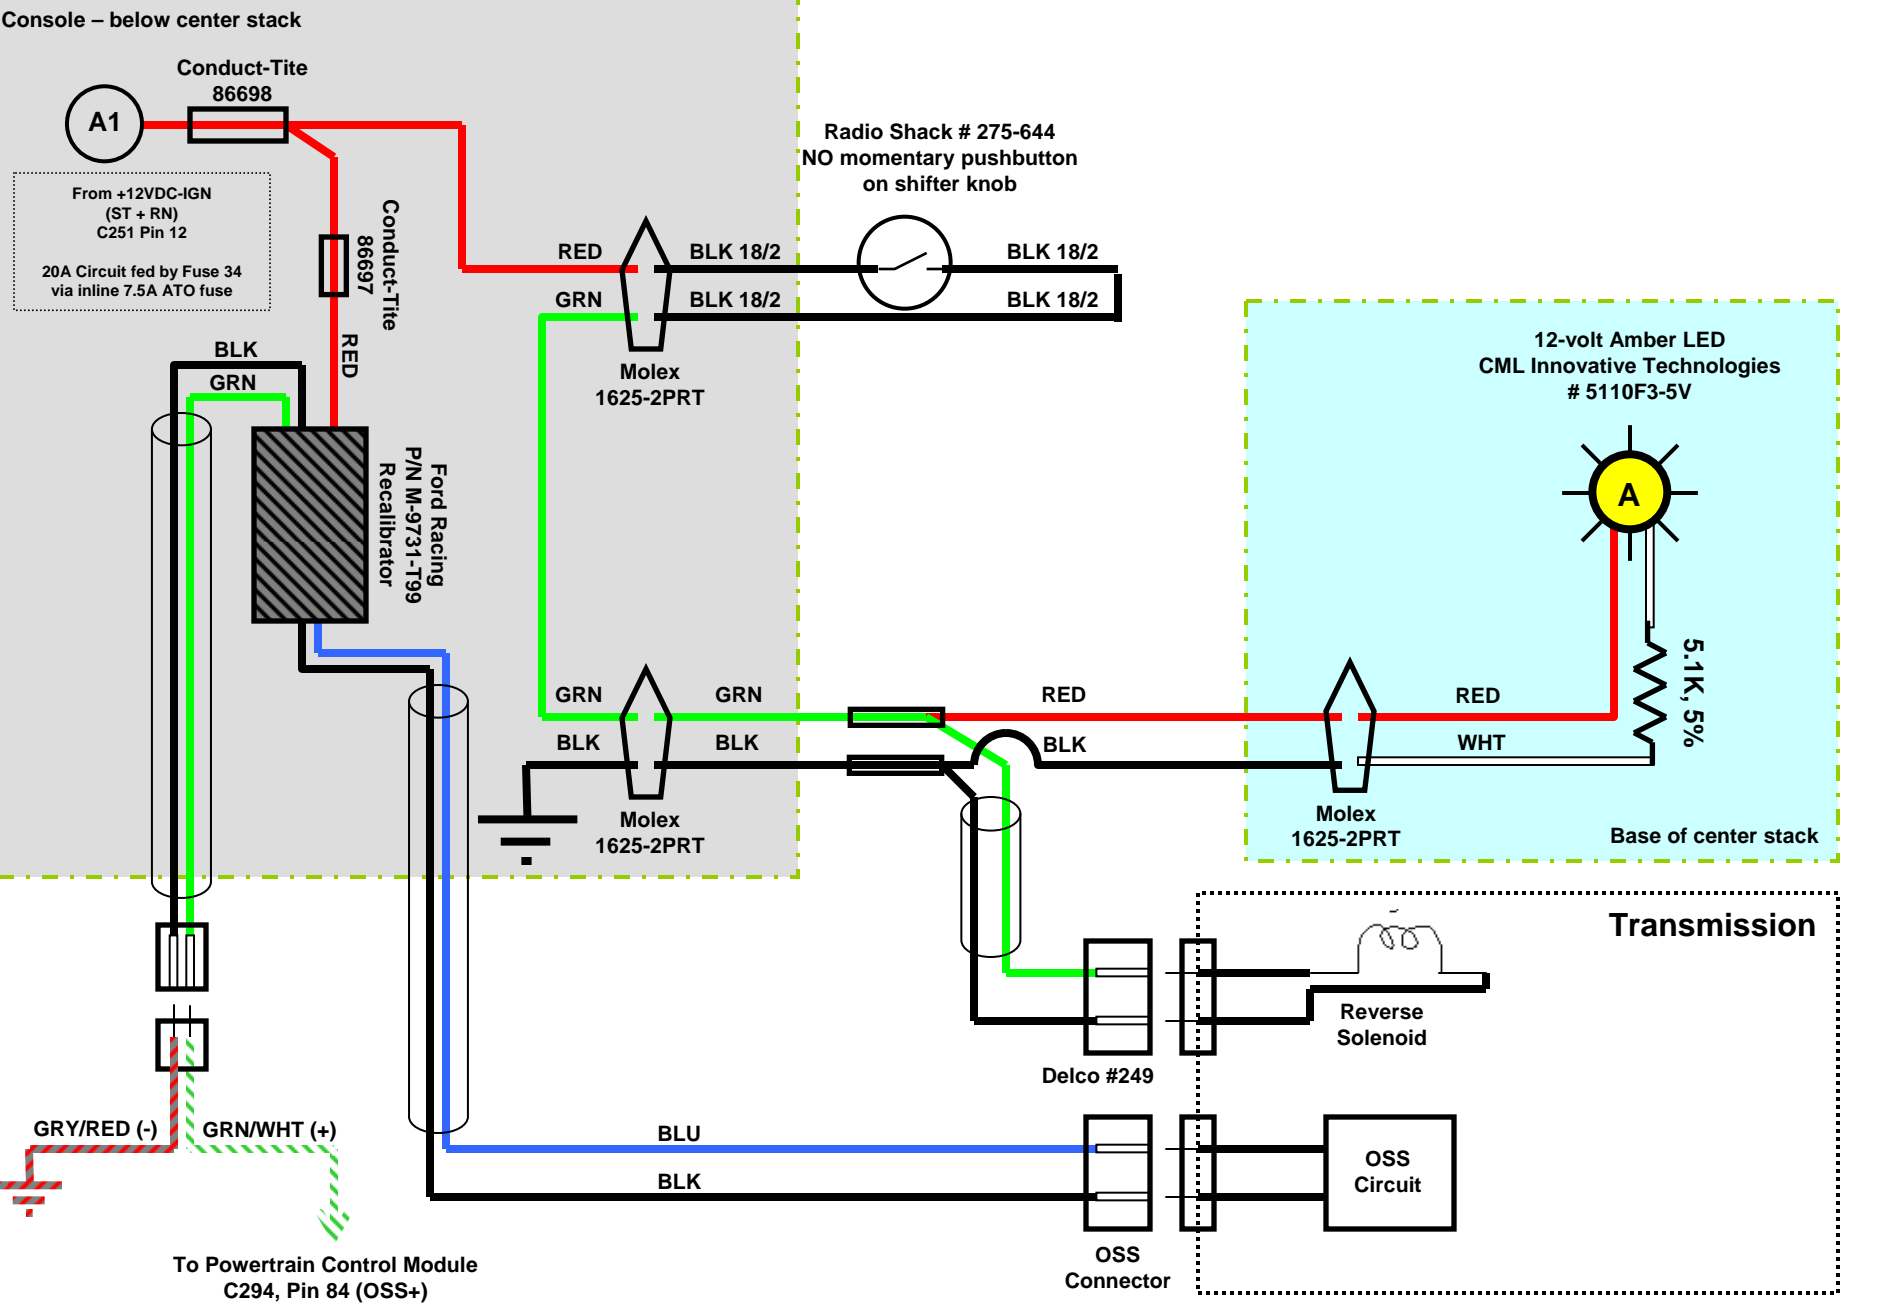 Console – below center stack
Conduct-Tite
86698
A1
From +12VDC-IGN
(ST + RN)
C251 Pin 12
20A Circuit fed by Fuse 34
via inline 7.5A ATO fuse
Conduct-Tite
86697
RED
BLK
GRN
Ford Racing
P/N M-9731-T99
Recalibrator
Radio Shack # 275-644
NO momentary pushbutton
on shifter knob
RED
BLK 18/2
BLK 18/2
GRN
BLK 18/2
BLK 18/2
Molex
1625-2PRT
12-volt Amber LED
CML Innovative Technologies
# 5110F3-5V
A
5.1K, 5%
GRN
GRN
RED
RED
BLK
BLK
BLK
WHT
Molex
1625-2PRT
Molex
1625-2PRT
Base of center stack
Transmission
Reverse
Solenoid
Delco #249
GRY/RED (-)
GRN/WHT (+)
BLU
BLK
OSS
Circuit
OSS
Connector
To Powertrain Control Module
C294, Pin 84 (OSS+)